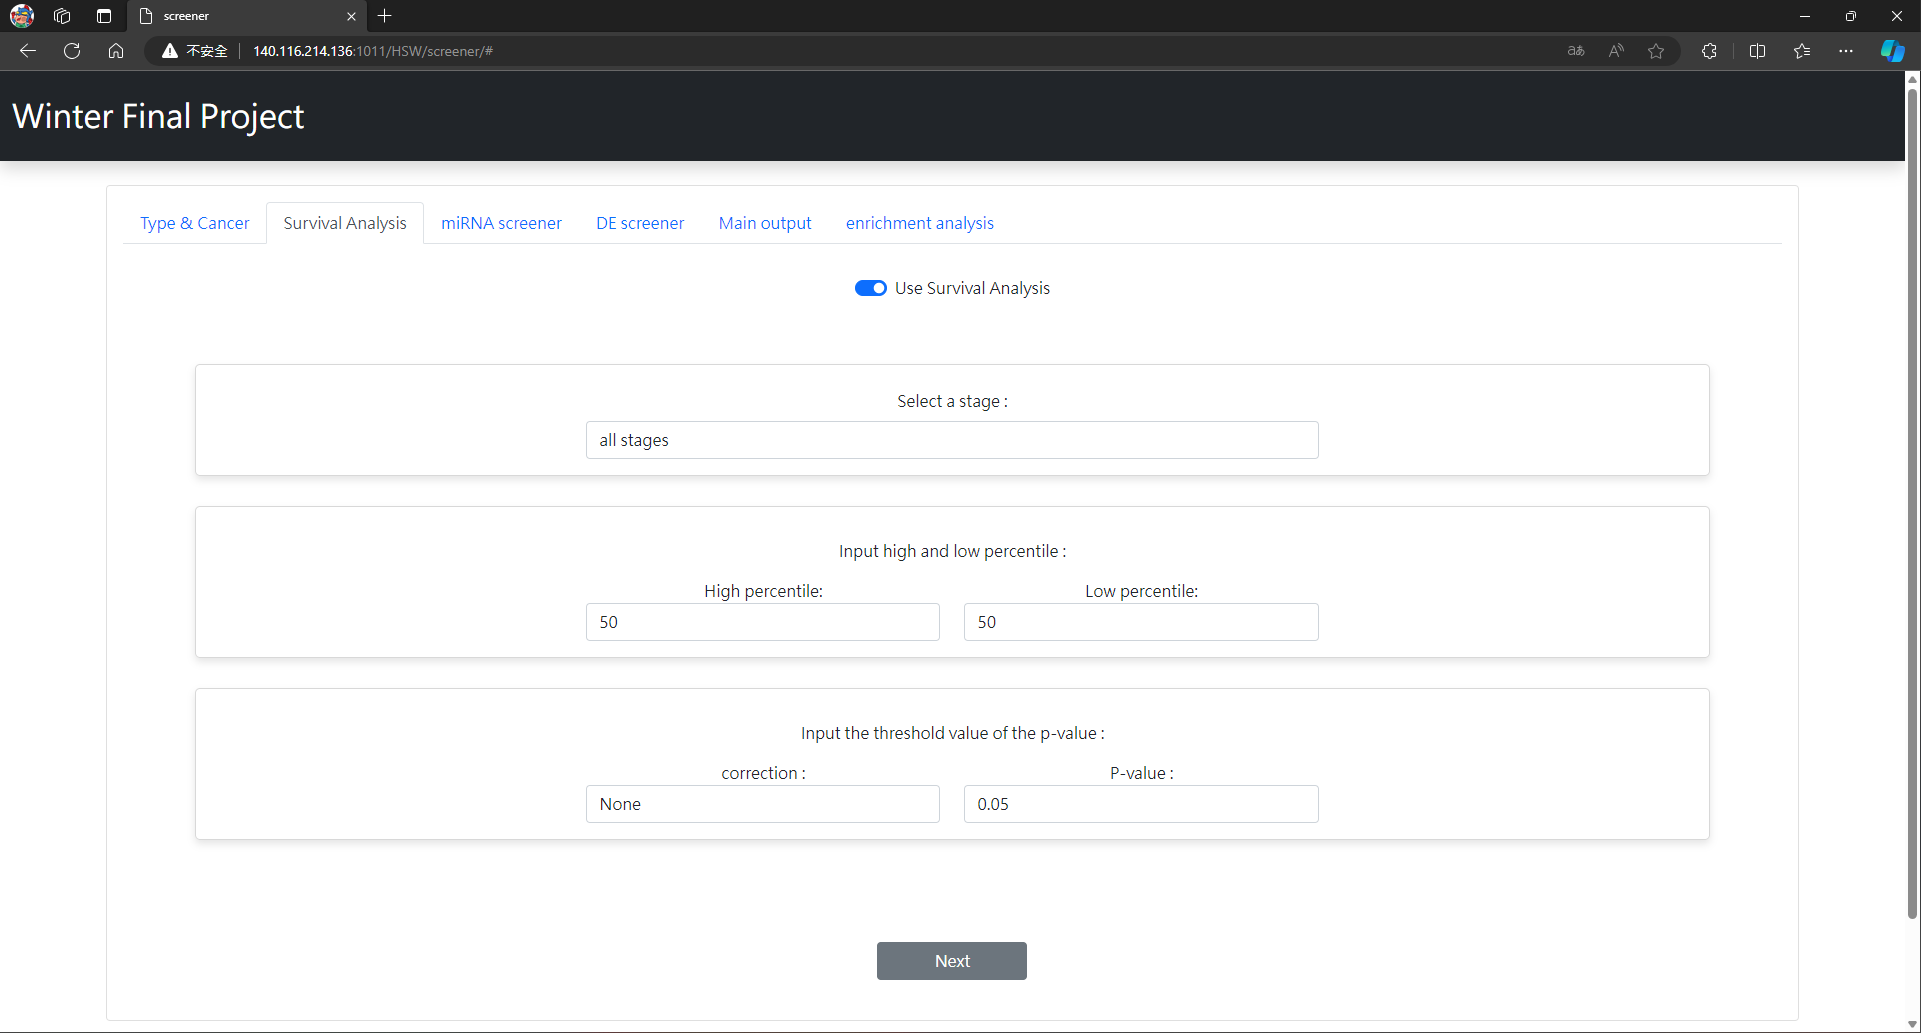 screener
不安全 140.116.214.136:1011/HSW/screener/#
Winter Final Project
Type & Cancer Survival Analysis miRNA screener DE screener Main output enrichment analysis
Use Survival Analysis
Select a stage :
all stages
Input high and low percentile :
High percentile: Low percentile:
50 50
Input the threshold value of the p-value :
correction : P-value :
None 0.05
Next